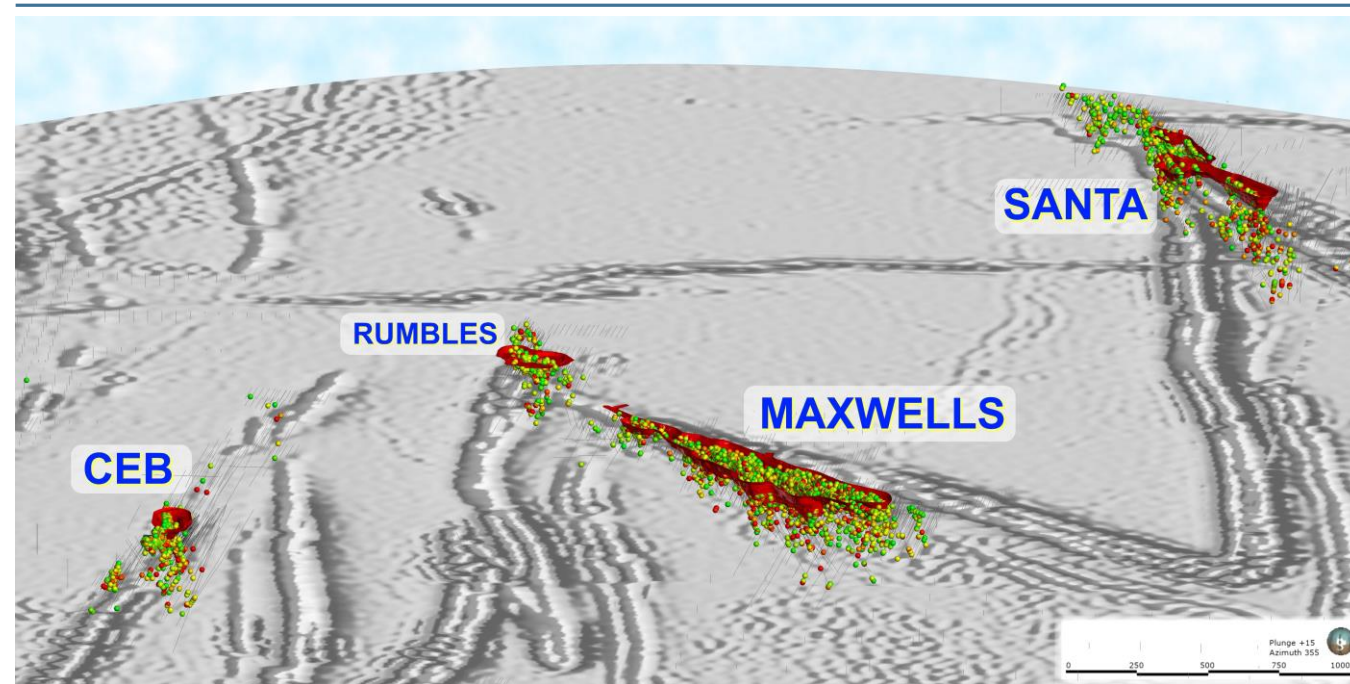 SANTA
RUMBLES
MAXWELLS
CEB
Plunge +15
Azimuth 355
0 250 500 750 1000